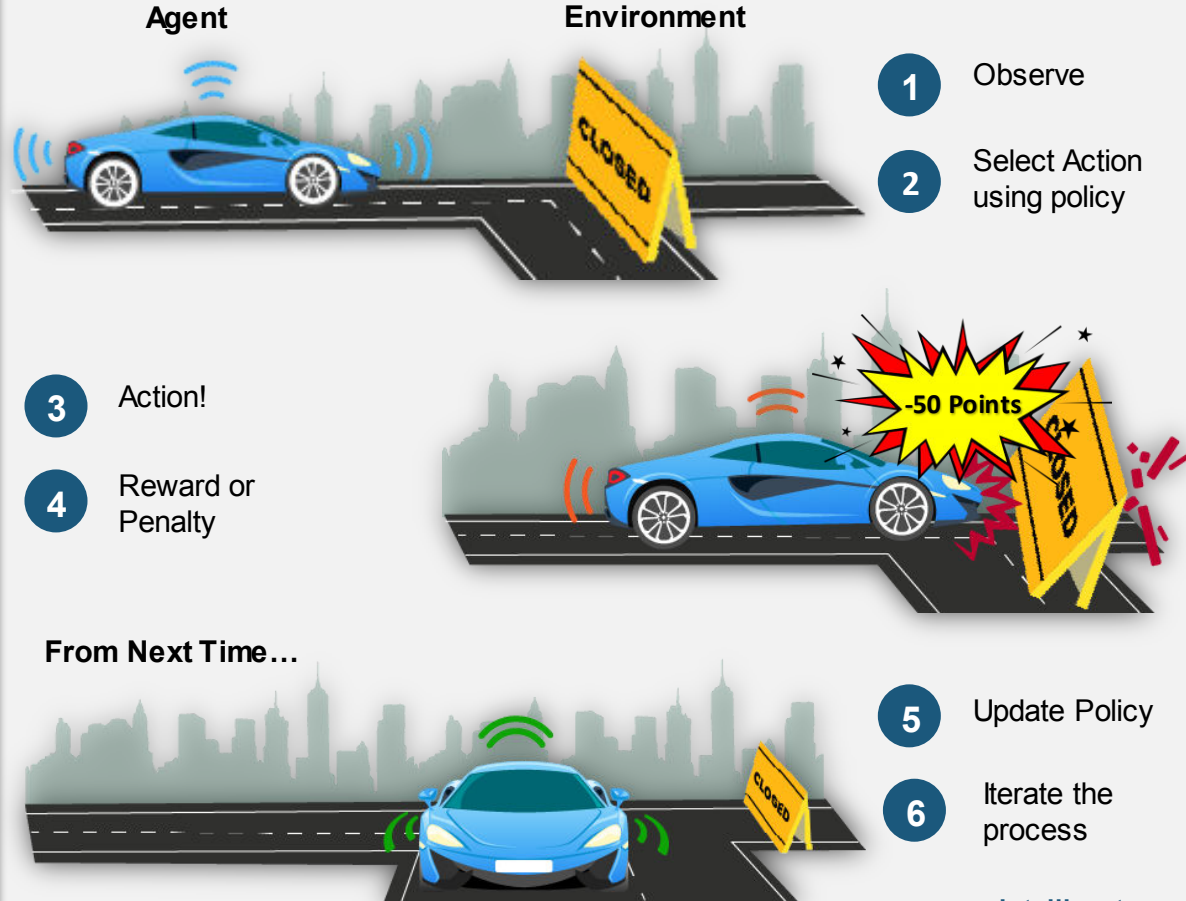 Agent
Environment
CLOSED
1
Observe
2
Select Action
using policy
3
Action!
4
Reward or
Penalty
-50 Points
CLOSED
From Next Time...
CLOSED
5
Update Policy
6
Iterate the
process